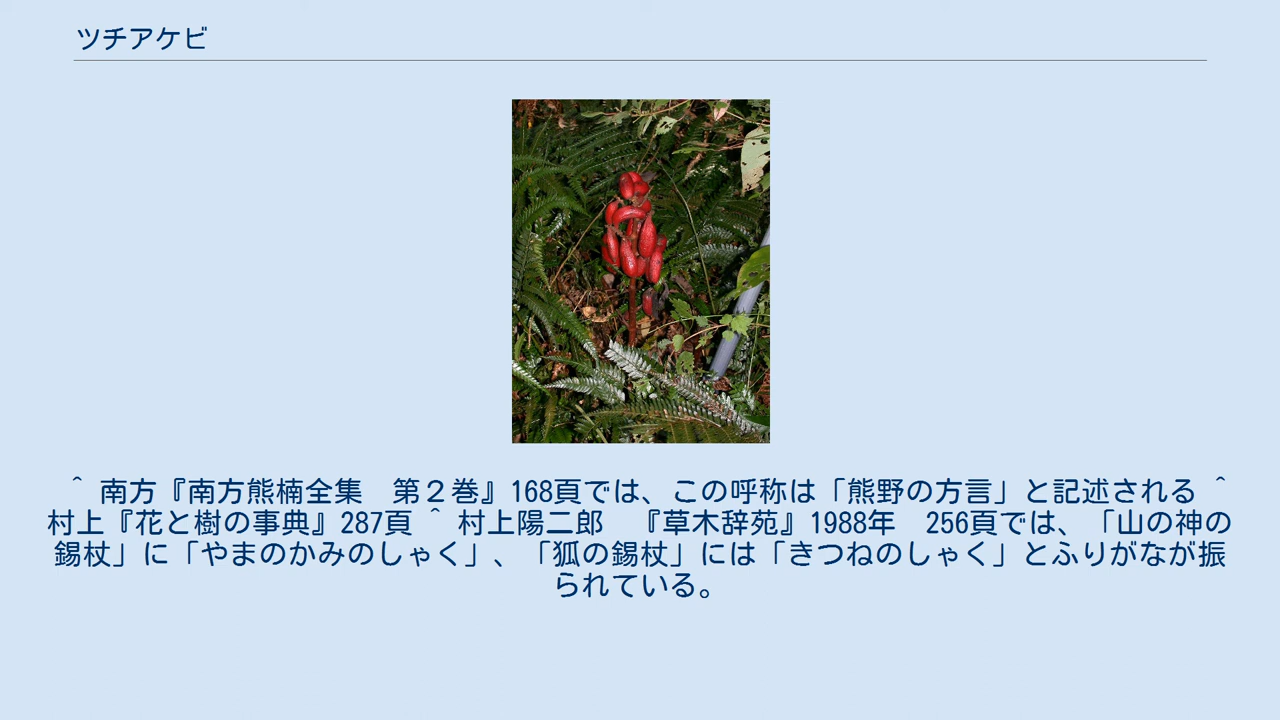 ツチアケビ
^ 南方『南方熊楠全集　第２巻』168頁では、この呼称は「熊野の方言」と記述される ^
村上『花と樹の事典』287頁 ^ 村上陽二郎　『草木辞苑』1988年　256頁では、「山の神の
錫杖」に「やまのかみのしゃく」、「狐の錫杖」には「きつねのしゃく」とふりがなが振
られている。